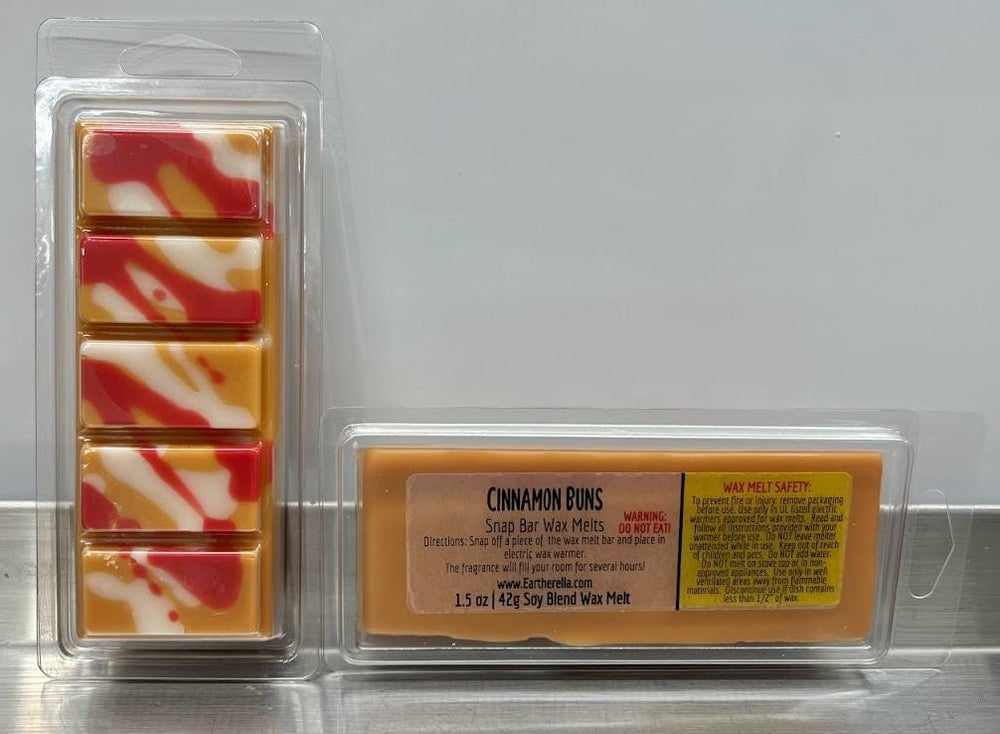 CINNAMON BUNS
Snap Bar Wax Melts
WARNING:
DO NOT EAT!
Directions: Snap off a piece of the wax melt bar and place in
electric wax warmer.
The fragrance will fill your room for several hours!
www.Eartherella.com
1.5 oz | 42g Soy Blend Wax Melt
WAX MELT SAFETY:
To prevent fire or injury: remove packaging
before use. Use only in UL listed electric
warmers approved for wax melts. Read and
follow all instructions provided with your
warmer before use. Do NOT leave melter
unattended while in use. Keep out of reach
of children and pets. Do NOT add water.
Do NOT melt on stove top or in non-
approved appliances. Use only in well
ventilated areas away from flammable
materials. Discontinue use if dish contains
less than 1/2" of wax.